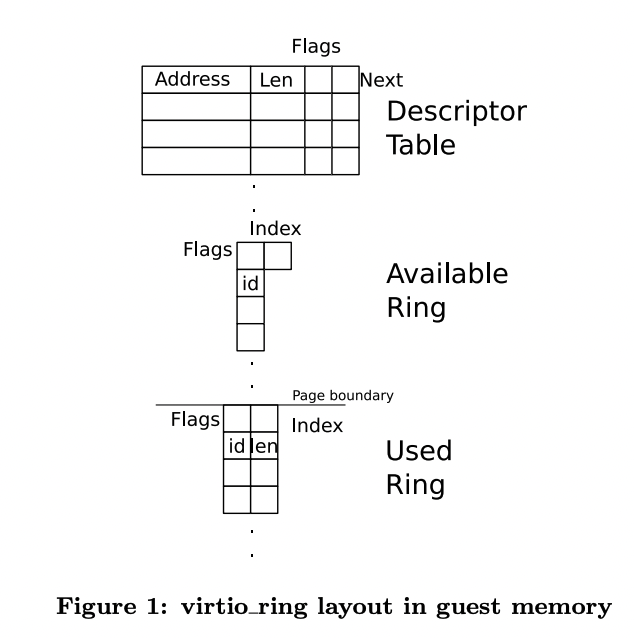 Flags
Address Len Next
Descriptor
Table
Index
Flags
id
Available
Ring
Page boundary
Flags
Index
id len
Used
Ring
Figure 1: virtio_ring layout in guest memory